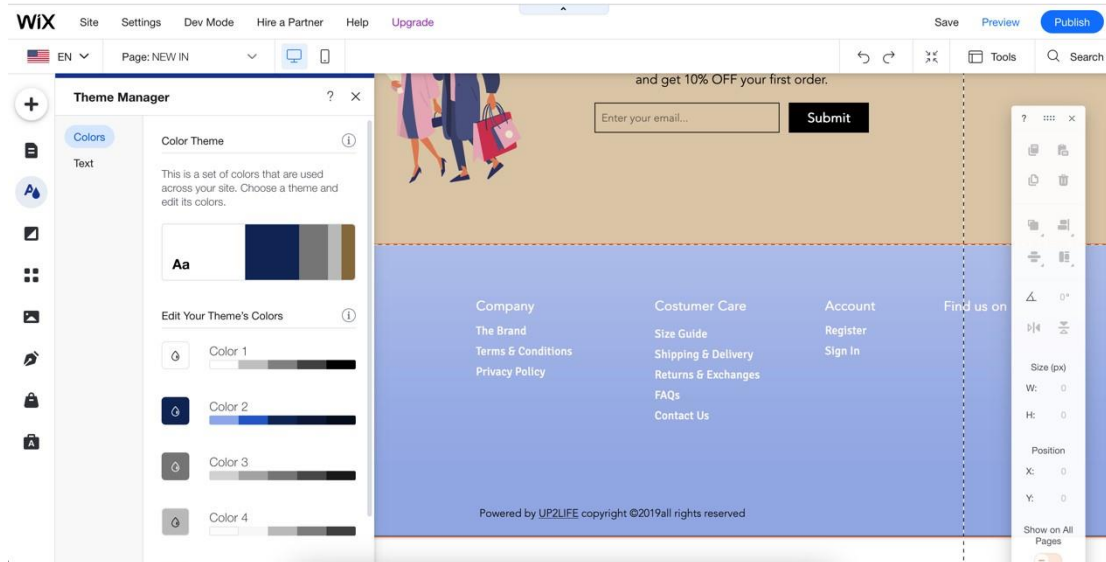 WiX Site Settings Dev Mode Hire a Partner Help Upgrade Save Preview Publish
EN Page: NEW IN Tools Search
Theme Manager ?
Colors
Text
Color Theme
This is a set of colors that are used
across your site. Choose a theme and
edit its colors.
Aa
Edit Your Theme's Colors
Color 1
Color 2
Color 3
Color 4
and get 10% OFF your first order.
Enter your email... Submit
Company
The Brand
Terms & Conditions
Privacy Policy
Costumer Care
Size Guide
Shipping & Delivery
Returns & Exchanges
FAQs
Contact Us
Account
Register
Sign In
Find us on
Powered by UP2LIFE copyright ©2019all rights reserved
?
0°
Size (px)
W: 0
H: 0
Position
X: 0
Y: 0
Show on All
Pages